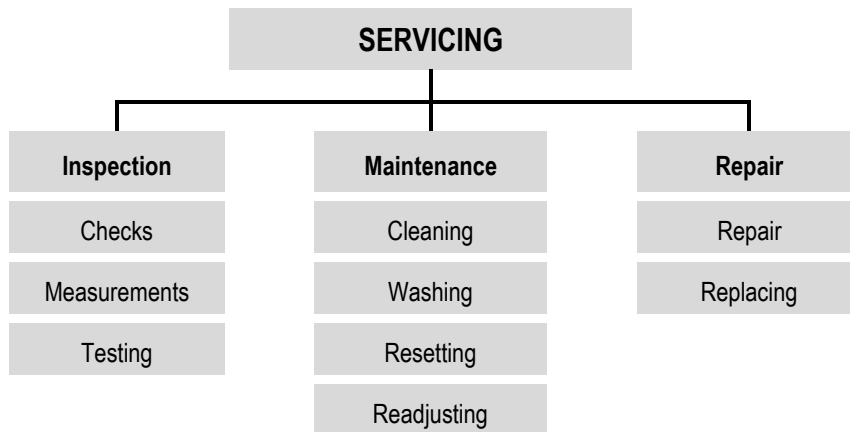 SERVICING
Inspection
Checks
Measurements
Testing
Maintenance
Cleaning
Washing
Resetting
Readjusting
Repair
Repair
Replacing